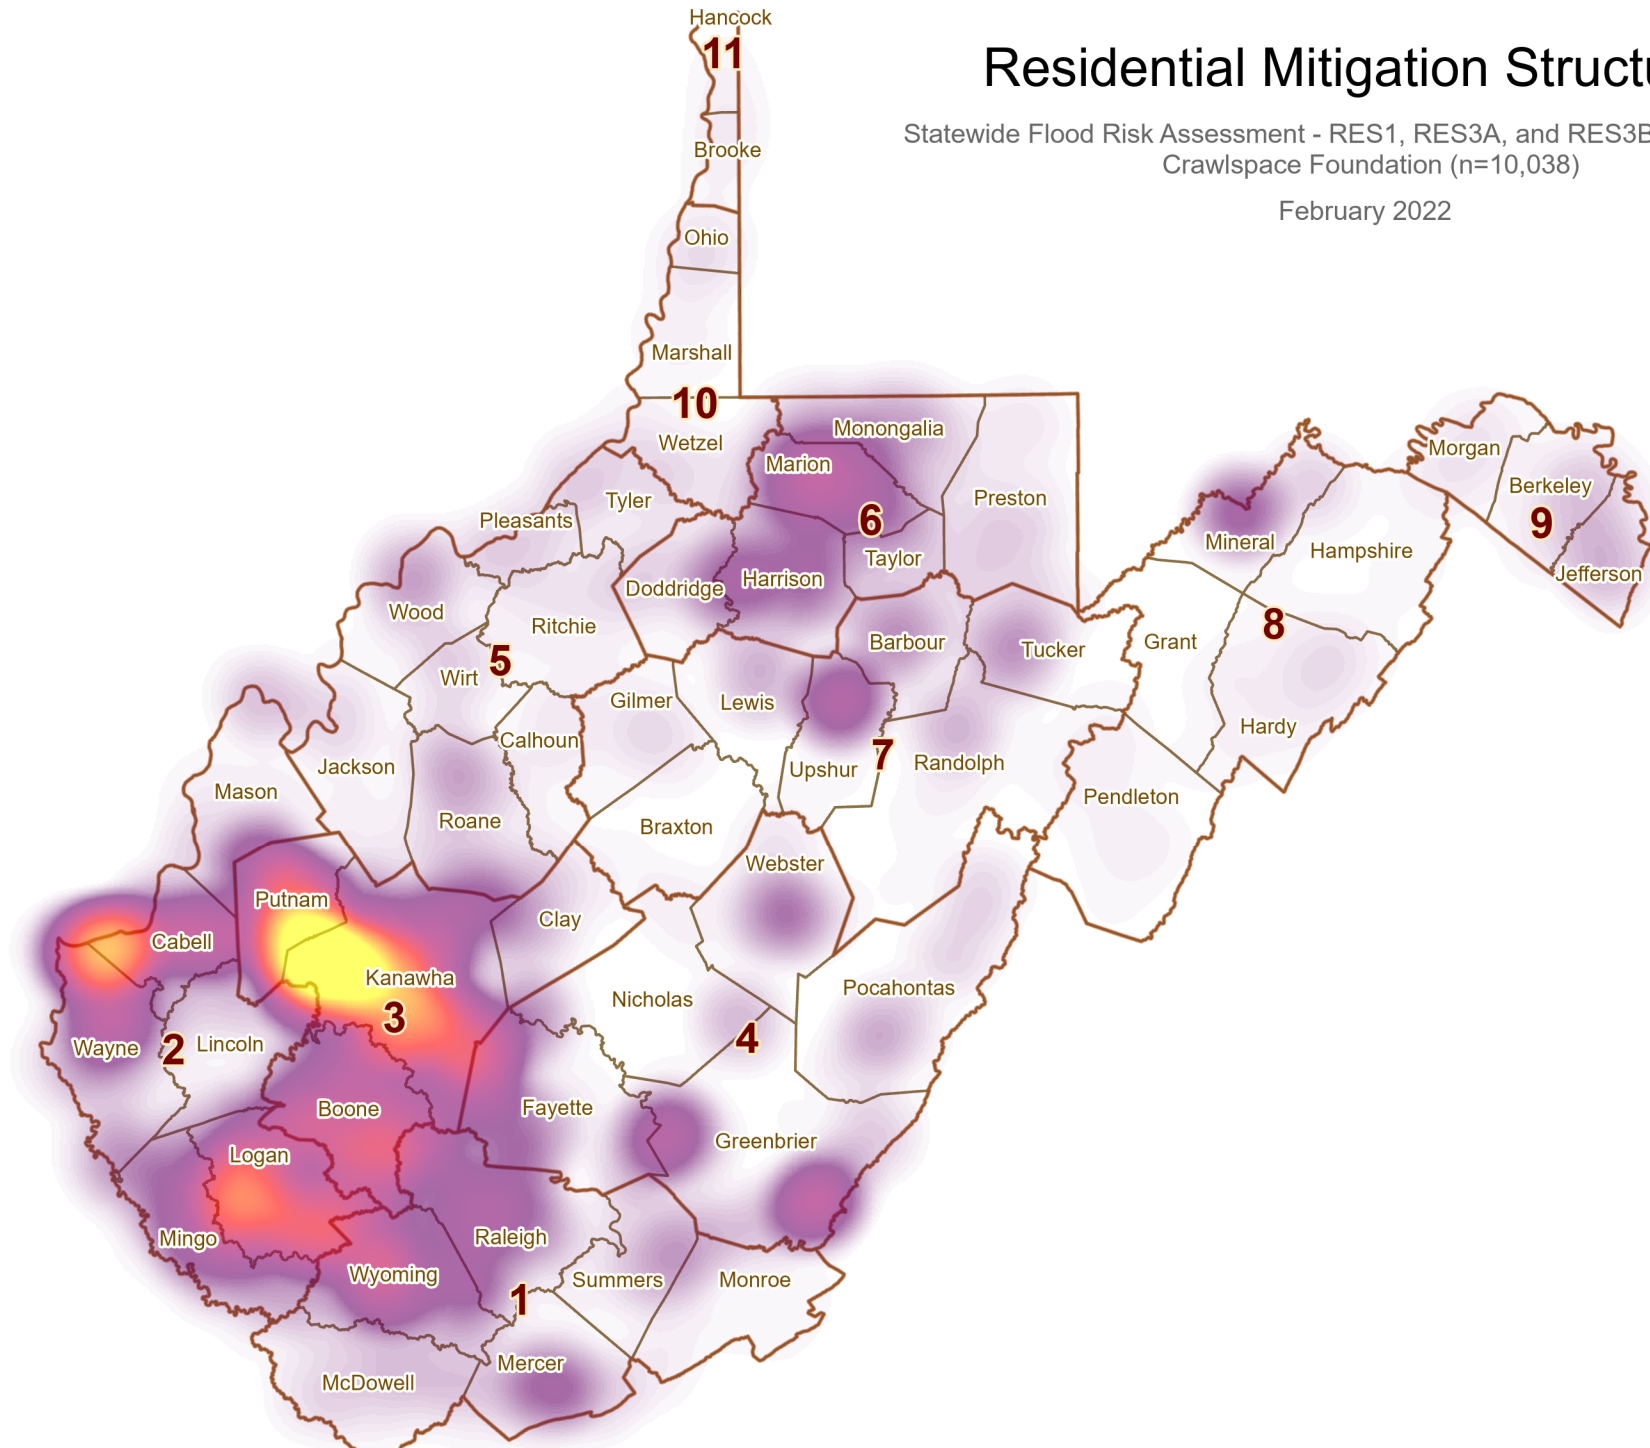 Hancock
11
Residential Mitigation
Statewide Flood Risk Assessment - RES1, RES3A, and
Crawlspace Foundation (n=10,038)
February 2022
Brooke
Ohio
Marshall
10
Wetzel
Monongalia
Marion
Morgan
Berkeley
9
Jefferson
Tyler
Pleasants
6
Preston
Mineral
Hampshire
Taylor
Harrison
Doddridge
Wood
Ritchie
5
Wirt
Barbour
Tucker
Grant
8
Gilmer
Lewis
Hardy
Calhoun
7
Upshur
Randolph
Jackson
Mason
Pendleton
Roane
Braxton
Webster
Putnam
Clay
Cabell
Kanawha
3
Nicholas
Pocahontas
Wayne
2
Lincoln
4
Boone
Fayette
Greenbrier
Logan
Mingo
Raleigh
Wyoming
Summers
Monroe
1
Mercer
McDowell